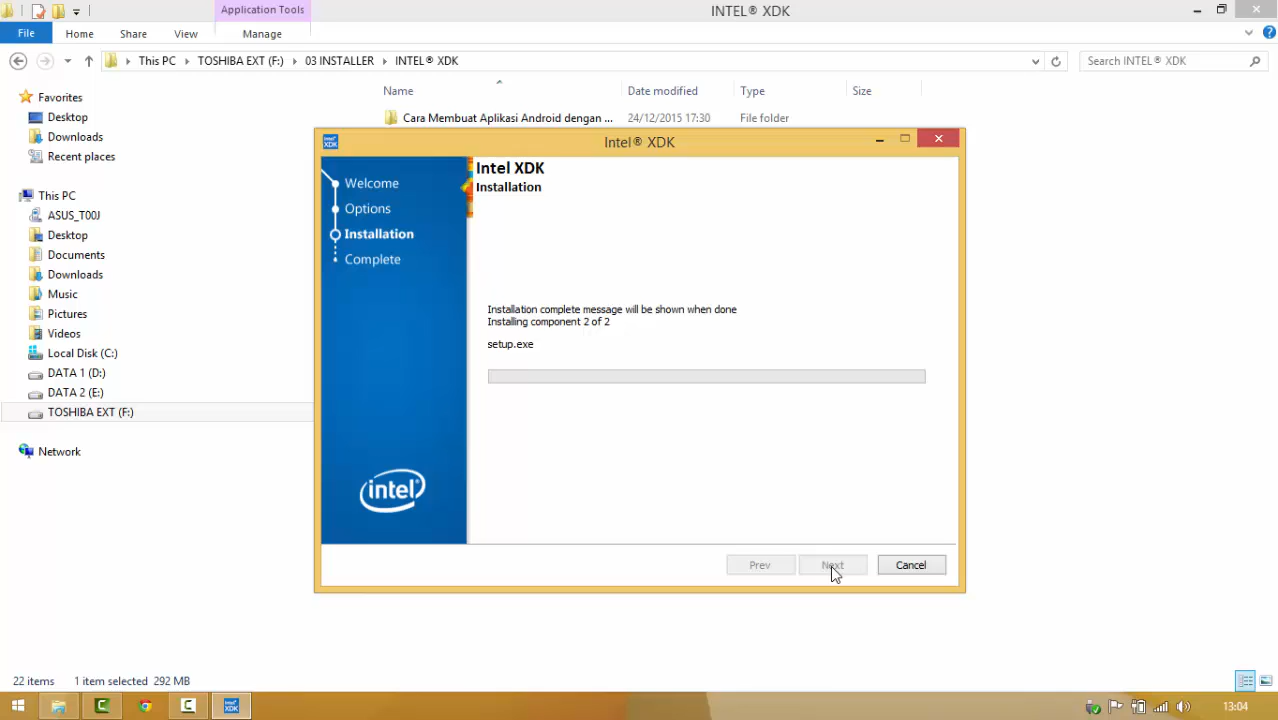 Application Tools
INTEL® XDK
File
Home
Share
View
Manage
This PC
TOSHIBA EXT (F:)
03 INSTALLER
INTEL® XDK
Search INTEL® XDK
Favorites
Desktop
Downloads
Recent places
This PC
ASUS_T00J
Desktop
Documents
Downloads
Music
Pictures
Videos
Local Disk (C:)
DATA 1 (D:)
DATA 2 (E:)
TOSHIBA EXT (F:)
Network
Name
Date modified
Type
Size
Cara Membuat Aplikasi Android dengan ...
24/12/2015 17:30
File folder
Intel® XDK
Welcome
Options
Installation
Complete
intel
Intel XDK
Installation
Installation complete message will be shown when done
Installing component 2 of 2
setup.exe
Prev
Next
Cancel
22 items
1 item selected 292 MB
13:04